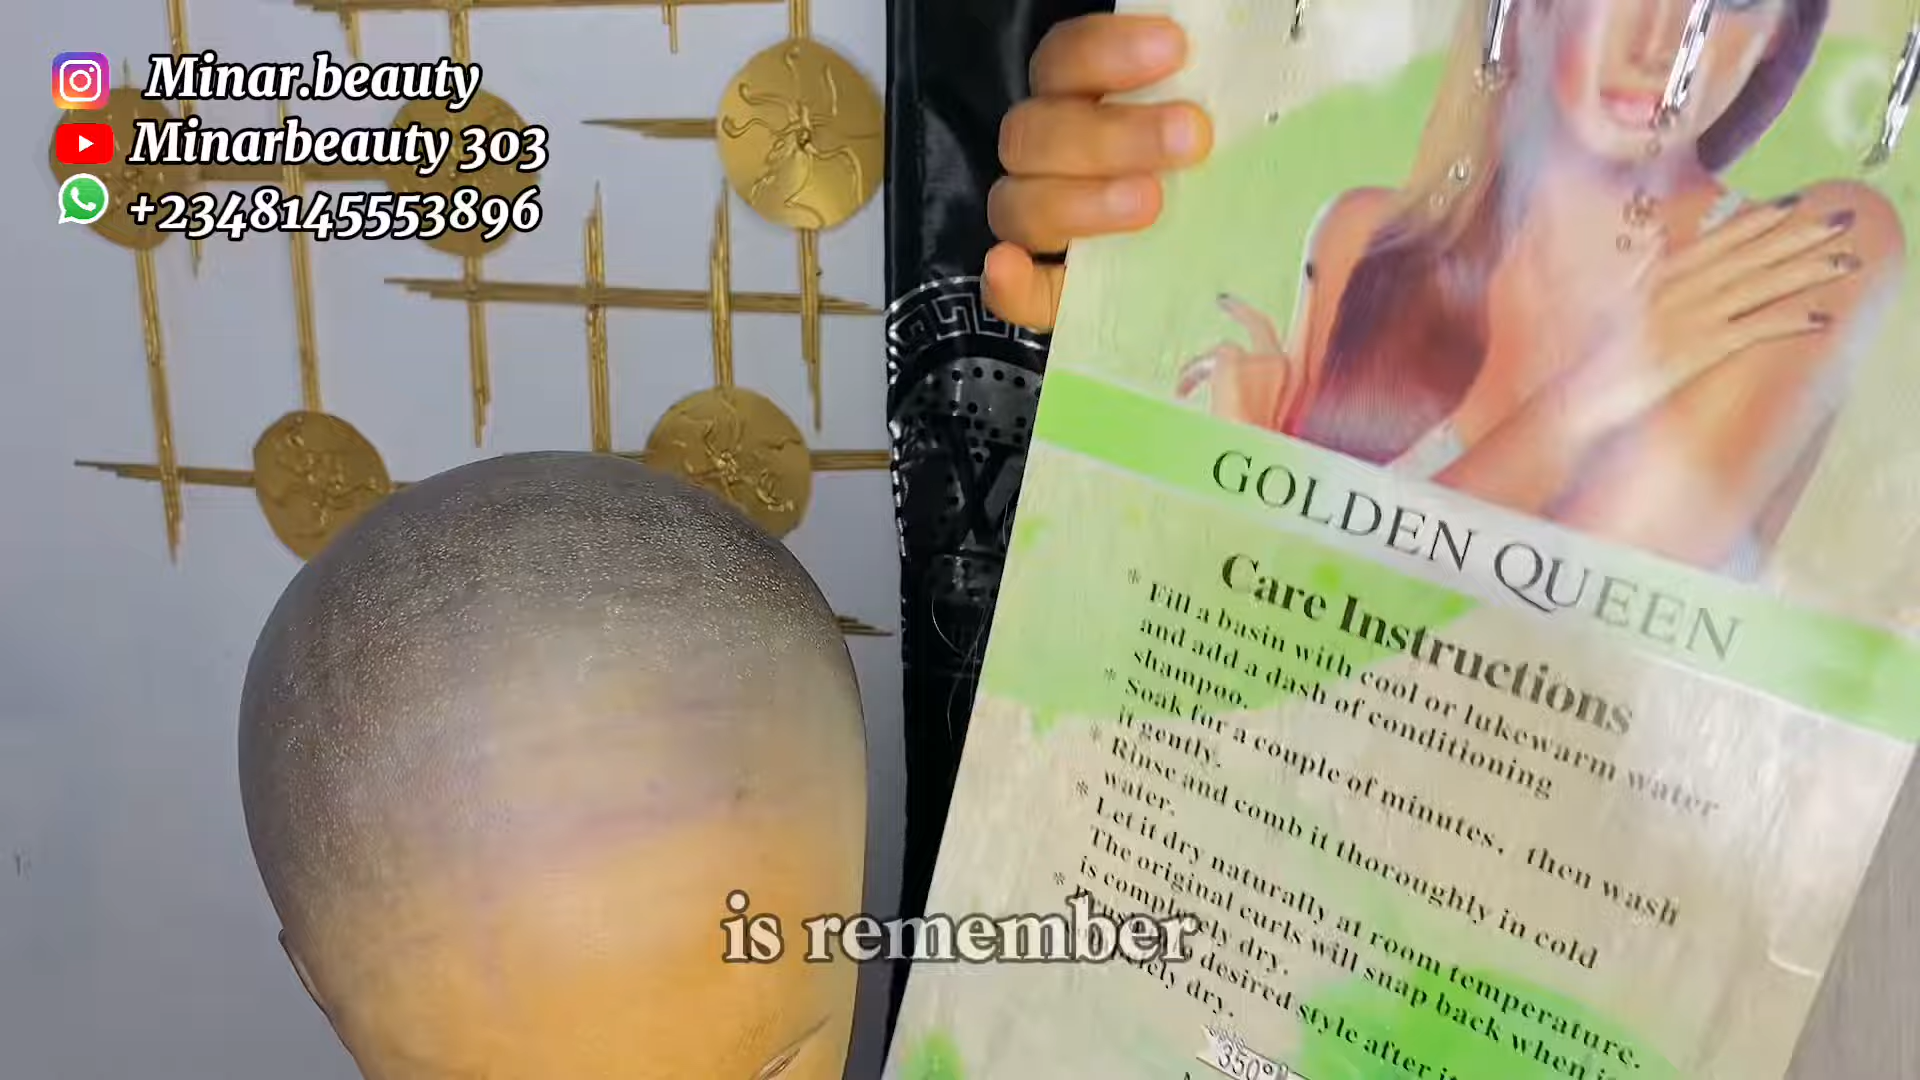 Minar.beauty
Minarbeauty 303
+2348145553896
GOLDEN QUEEN
Care Instructions
* Fill a basin with cool or lukewarm water
and add a dash of conditioning
shampoo.
* Soak for a couple of minutes, then wash
it gently.
* Rinse and comb it thoroughly in cold
water.
* Let it dry naturally at room temperature.
The original curls will snap back when
is completely dry.
* desired style after it
dry.
350°
is remember